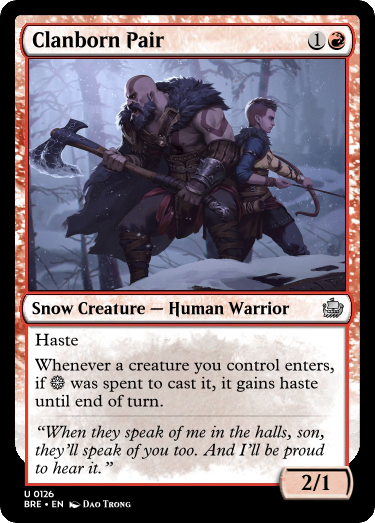 Clanborn Pair 1
Snow Creature — Human Warrior
Haste
Whenever a creature you control enters,
if was spent to cast it, it gains haste
until end of turn.
“When they speak of me in the halls, son,
they’ll speak of you too. And I’ll be proud
to hear it.”
2/1
U 0126
BRE • EN Dao Trong